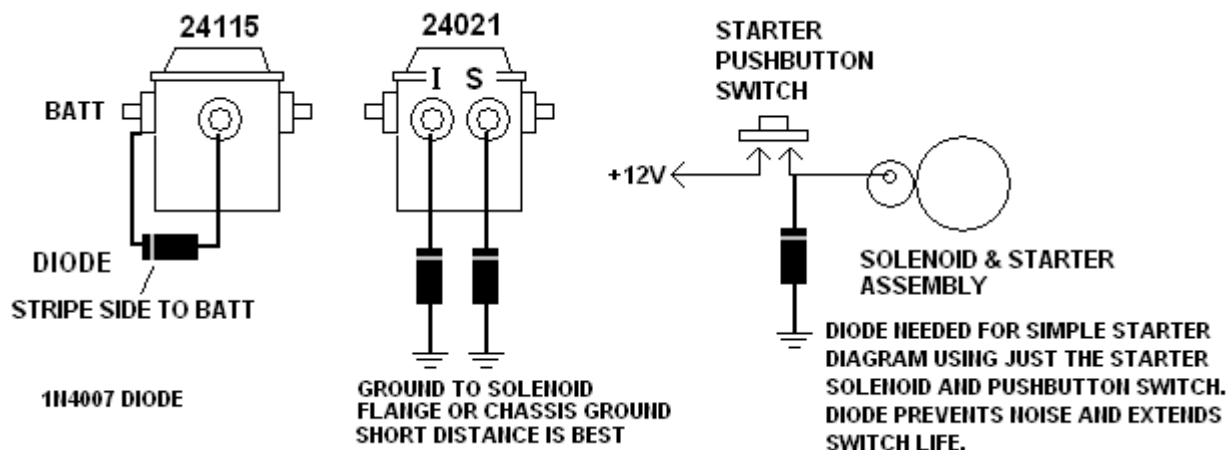 24115
BATT
DIODE
STRIPE SIDE TO BATT
1N4007 DIODE
24021
I S
GROUND TO SOLENOID
FLANGE OR CHASSIS GROUND
SHORT DISTANCE IS BEST
STARTER
PUSHBUTTON
SWITCH
+12V
SOLENOID & STARTER
ASSEMBLY
DIODE NEEDED FOR SIMPLE STARTER
DIAGRAM USING JUST THE STARTER
SOLENOID AND PUSHBUTTON SWITCH.
DIODE PREVENTS NOISE AND EXTENDS
SWITCH LIFE.